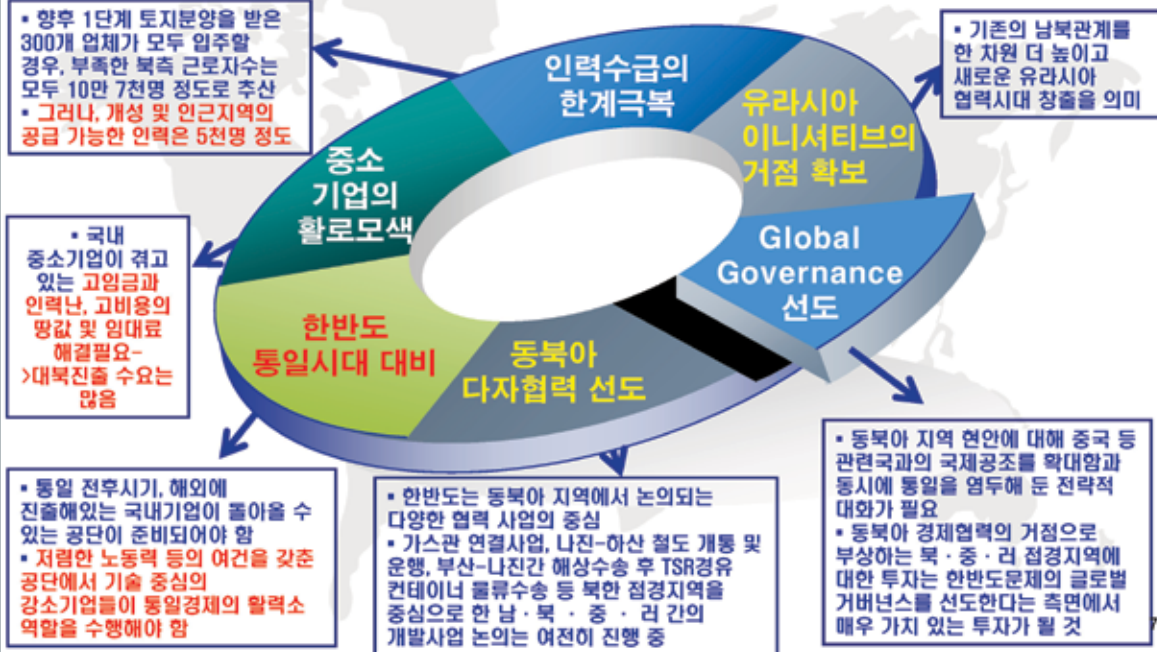 ▪ 향후 1단계 토지분양을 받은
300개 업체가 모두 입주할
경우, 부족한 북측 근로자수는
모두 10만 7천명 정도로 추산
▪ 그러나, 개성 및 인근지역의
공급 가능한 인력은 5천명 정도
인력수급의
한계극복
유라시아
이니셔티브의
거점 확보
▪ 기존의 남북관계를
한 차원 더 높이고
새로운 유라시아
협력시대 창출을 의미
중소
기업의
활로모색
Global
Governance
선도
▪ 국내
중소기업이 겪고
있는 고임금과
인력난, 고비용의
땅값 및 임대료
해결필요-
>대북진출 수요는
많음
한반도
통일시대 대비
동북아
다자협력 선도
▪ 통일 전후시기, 해외에
진출해있는 국내기업이 돌아올 수
있는 공단이 준비되어야 함
▪ 저렴한 노동력 등의 여건을 갖춘
공단에서 기술 중심의
강소기업들이 통일경제의 활력소
역할을 수행해야 함
▪ 한반도는 동북아 지역에서 논의되는
다양한 협력 사업의 중심
▪ 가스관 연결사업, 나진-하산 철도 개통 및
운행, 부산-나진간 해상수송 후 TSR경유
컨테이너 물류수송 등 북한 접경지역을
중심으로 한 남 · 북 · 중 · 러 간의
개발사업 논의는 여전히 진행 중
▪ 동북아 지역 현안에 대해 중국 등
관련국과의 국제공조를 확대함과
동시에 통일을 염두해 둔 전략적
대화가 필요
▪ 동북아 경제협력의 거점으로
부상하는 북 · 중 · 러 접경지역에
대한 투자는 한반도문제의 글로벌
거버넌스를 선도한다는 측면에서
매우 가치 있는 투자가 될 것